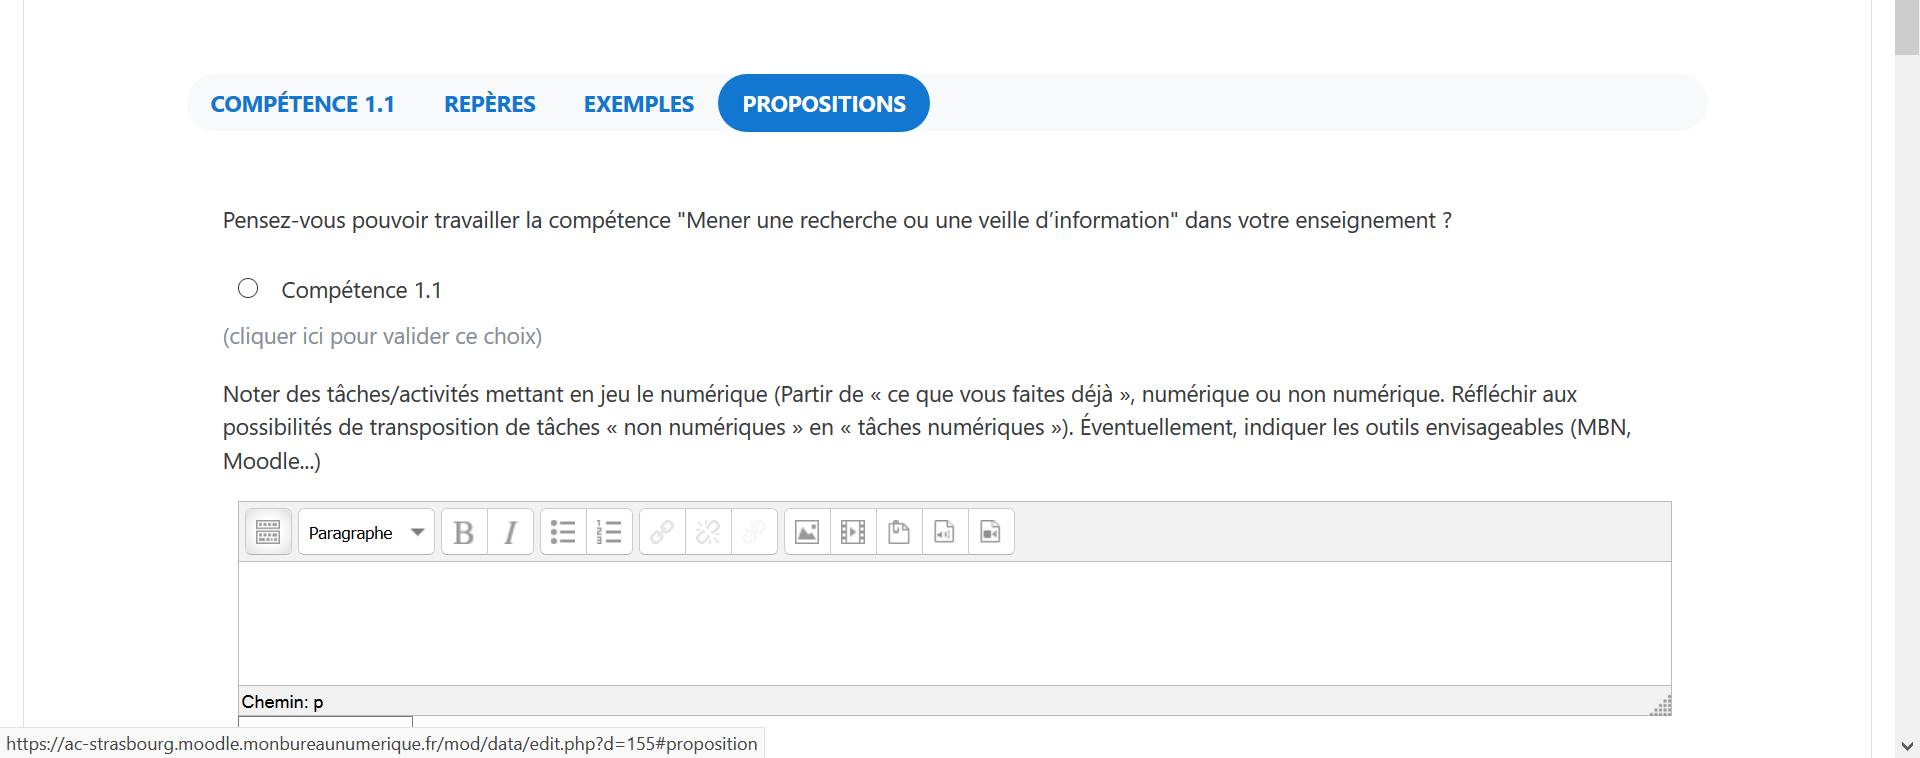 COMPÉTENCE 1.1 REPÈRES EXEMPLES PROPOSITIONS
Pensez-vous pouvoir travailler la compétence "Mener une recherche ou une veille d’information" dans votre enseignement ?
Compétence 1.1
(cliquer ici pour valider ce choix)
Noter des tâches/activités mettant en jeu le numérique (Partir de « ce que vous faites déjà », numérique ou non numérique. Réfléchir aux
possibilités de transposition de tâches « non numériques » en « tâches numériques »). Éventuellement, indiquer les outils envisageables (MBN,
Moodle...)
Paragraphe B I
Chemin: p
https://ac-strasbourg.moodle.monbureaunumerique.fr/mod/data/edit.php?d=155#proposition